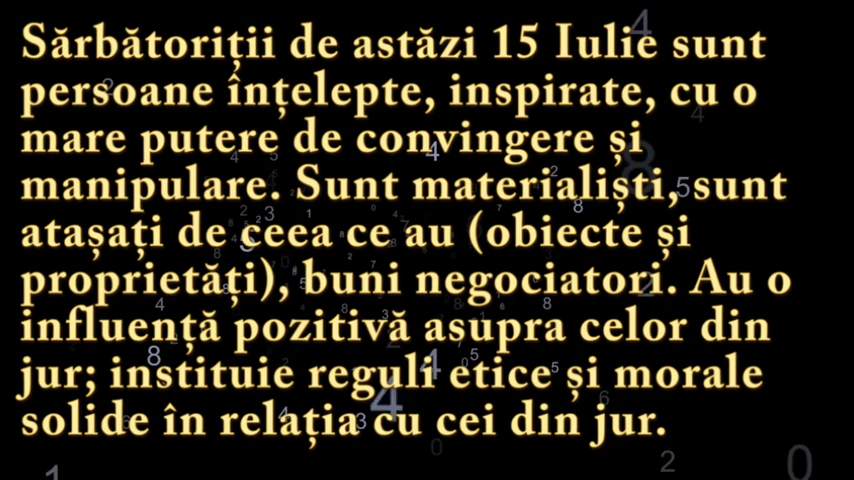 Sărbătoriții de astăzi 15 Iulie sunt
persoane înțelepte, inspirate, cu o
mare putere de convingere și
manipulare. Sunt materialiști, sunt
atașați de ceea ce au (obiecte și
proprietăți), buni negociatori. Au o
influență pozitivă asupra celor din
jur; instituie reguli etice și morale
solide în relația cu cei din jur.